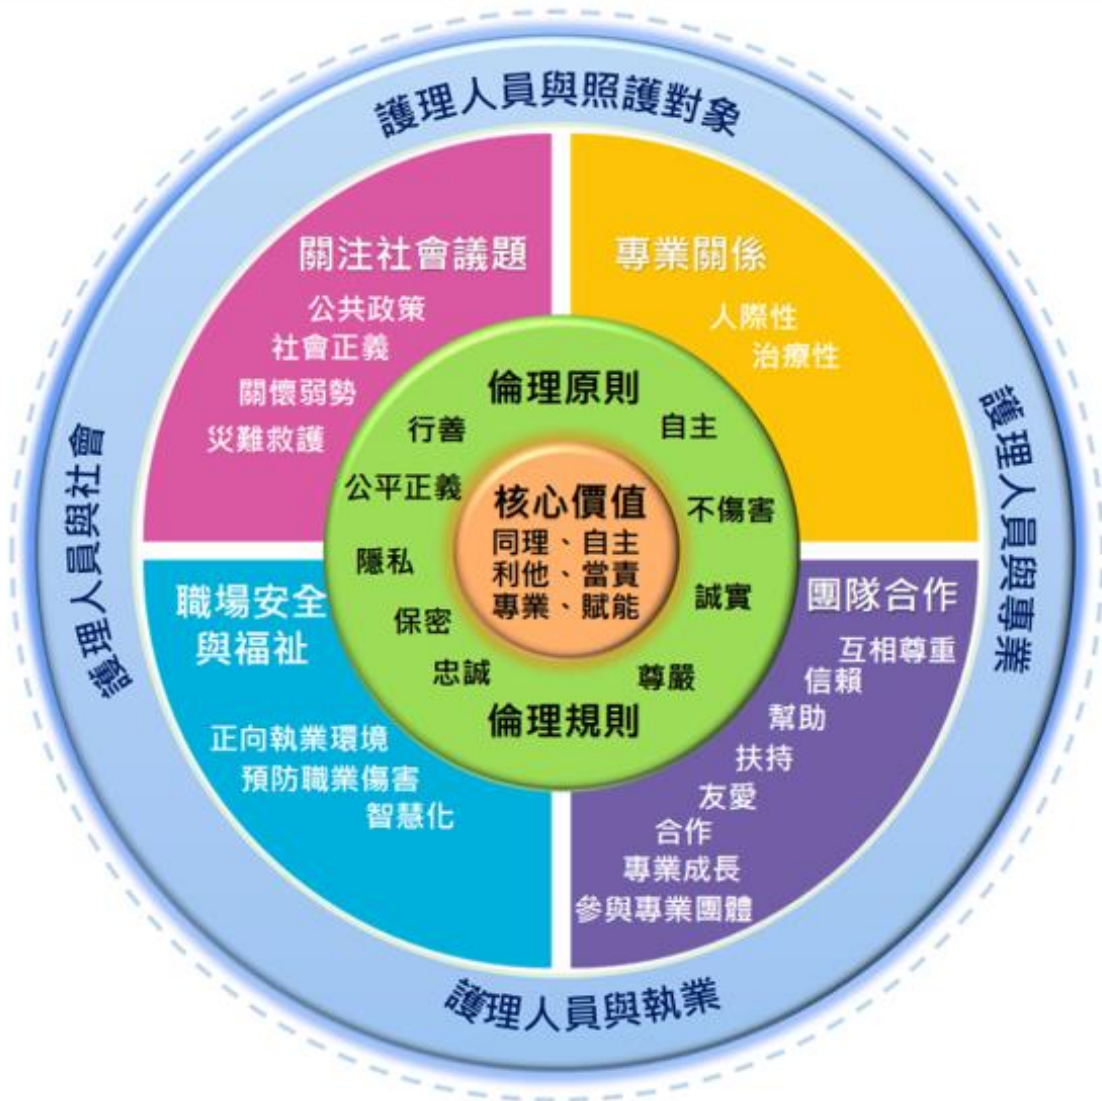 護理人員與照護對象
關注社會議題
公共政策
社會正義
關懷弱勢
災難救護
專業關係
人際性
治療性
護理人員與社會
護理人員與專業
倫理原則
行善
自主
公平正義
不傷害
隱私
誠實
保密
忠誠
尊嚴
倫理規則
核心價值
同理、自主
利他、當責
專業、賦能
職場安全
與福祉
正向執業環境
預防職業傷害
智慧化
團隊合作
互相尊重
信賴
幫助
扶持
友愛
合作
專業成長
參與專業團體
護理人員與執業